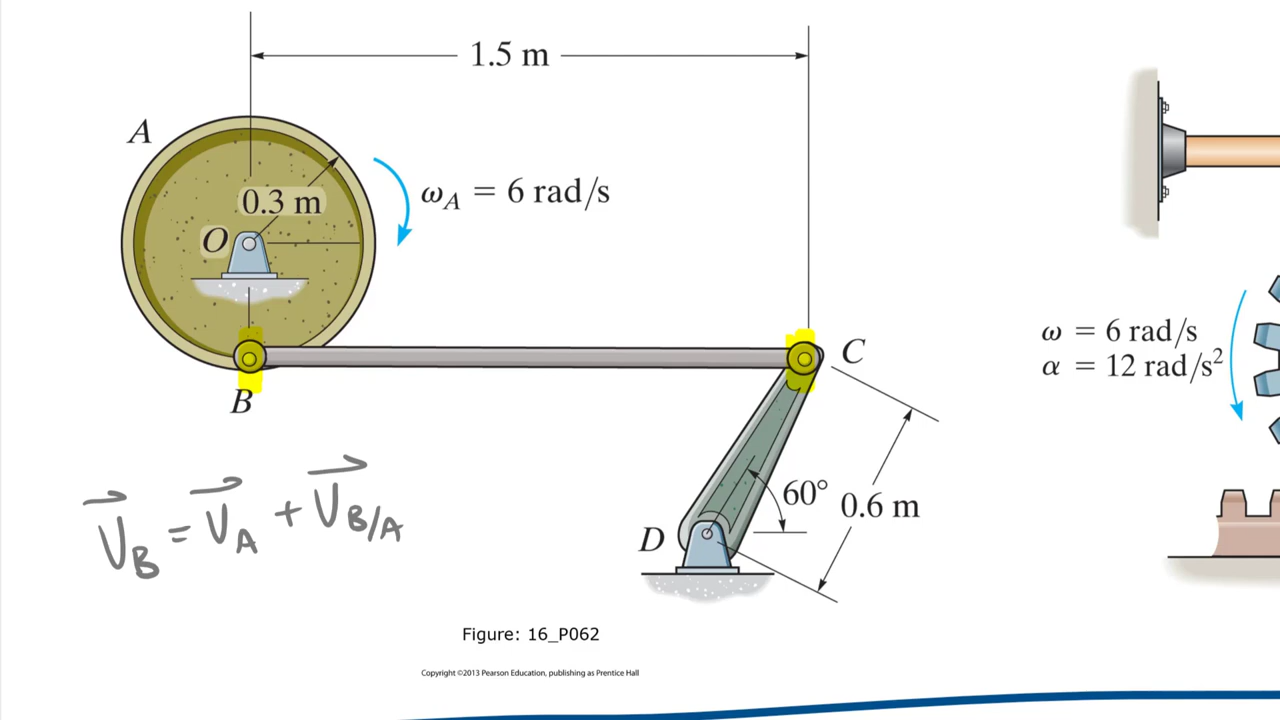 1.5 m
A
0.3 m
ω_A = 6 rad/s
O
B
C
ω = 6 rad/s
α = 12 rad/s²
V_B = V_A + V_B/A
60°
0.6 m
D
Figure: 16_P062
Copyright ©2013 Pearson Education, publishing as Prentice Hall